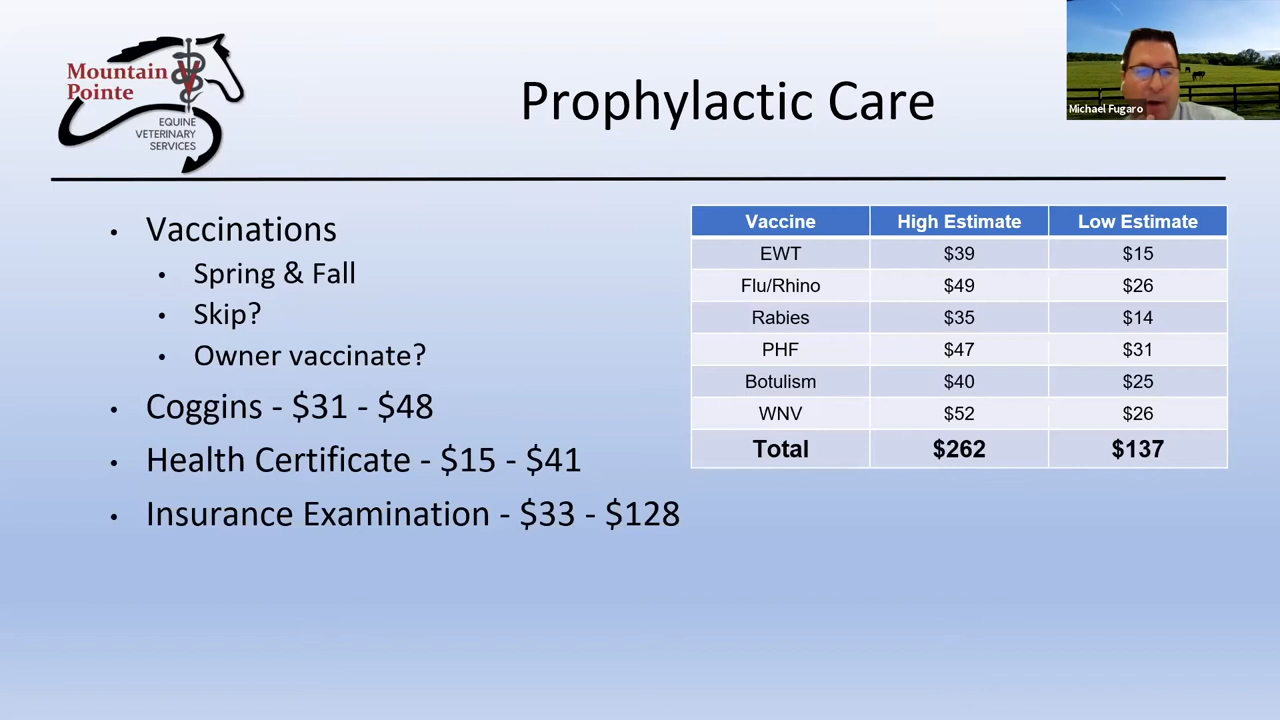 Mountain
Pointe
EQUINE
VETERINARY
SERVICES
Prophylactic Care
Michael Fugaro
• Vaccinations
• Spring & Fall
• Skip?
• Owner vaccinate?
• Coggins - $31 - $48
• Health Certificate - $15 - $41
• Insurance Examination - $33 - $128
Vaccine High Estimate Low Estimate
EWT $39 $15
Flu/Rhino $49 $26
Rabies $35 $14
PHF $47 $31
Botulism $40 $25
WNV $52 $26
Total $262 $137